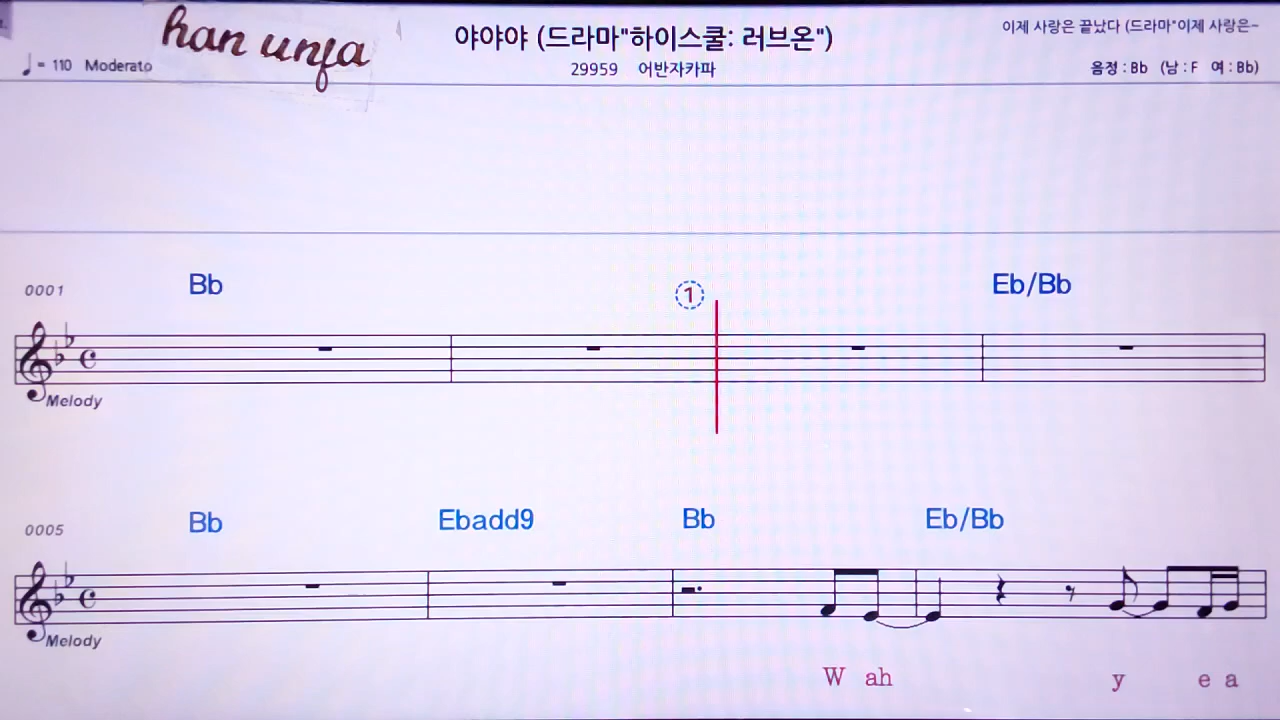 han unfa
♩ = 110 Moderato
야야야 (드라마"하이스쿨: 러브온")
29959 어반자카파
이제 사랑은 끝났다 (드라마"이제 사랑은~
음정 : Bb (남 : F 여 : Bb)
0001 Bb 1 Eb/Bb
Melody
0005 Bb Ebadd9 Bb Eb/Bb
Melody
W ah y e a